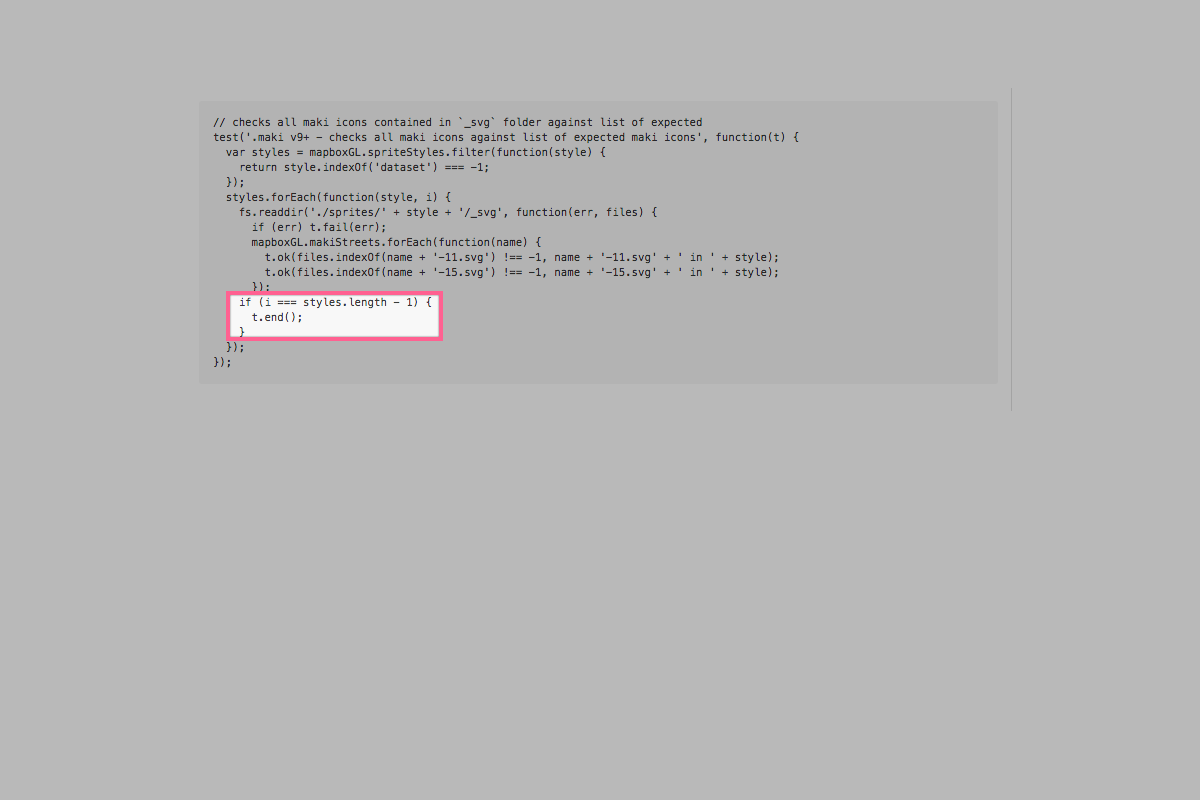 // checks all maki icons contained in `_svg` folder against list of expected
test('.maki v9+ - checks all maki icons against list of expected maki icons', function(t) {
  var styles = mapboxGL.spriteStyles.filter(function(style) {
    return style.indexOf('dataset') === -1;
  });
  styles.forEach(function(style, i) {
    fs.readdir('./sprites/' + style + '/_svg', function(err, files) {
      if (err) t.fail(err);
      mapboxGL.makiStreets.forEach(function(name) {
        t.ok(files.indexOf(name + '-11.svg') !== -1, name + '-11.svg' + ' in ' + style);
        t.ok(files.indexOf(name + '-15.svg') !== -1, name + '-15.svg' + ' in ' + style);
      });
    if (i === styles.length - 1) {
      t.end();
    }
  });
});